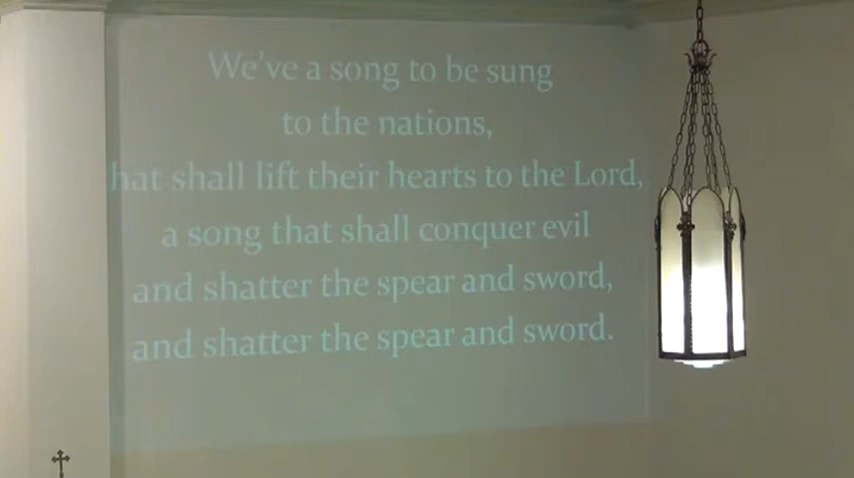 We've a song to be sung
to the nations,
hat shall lift their hearts to the Lord,
a song that shall conquer evil
and shatter the spear and sword,
and shatter the spear and sword.